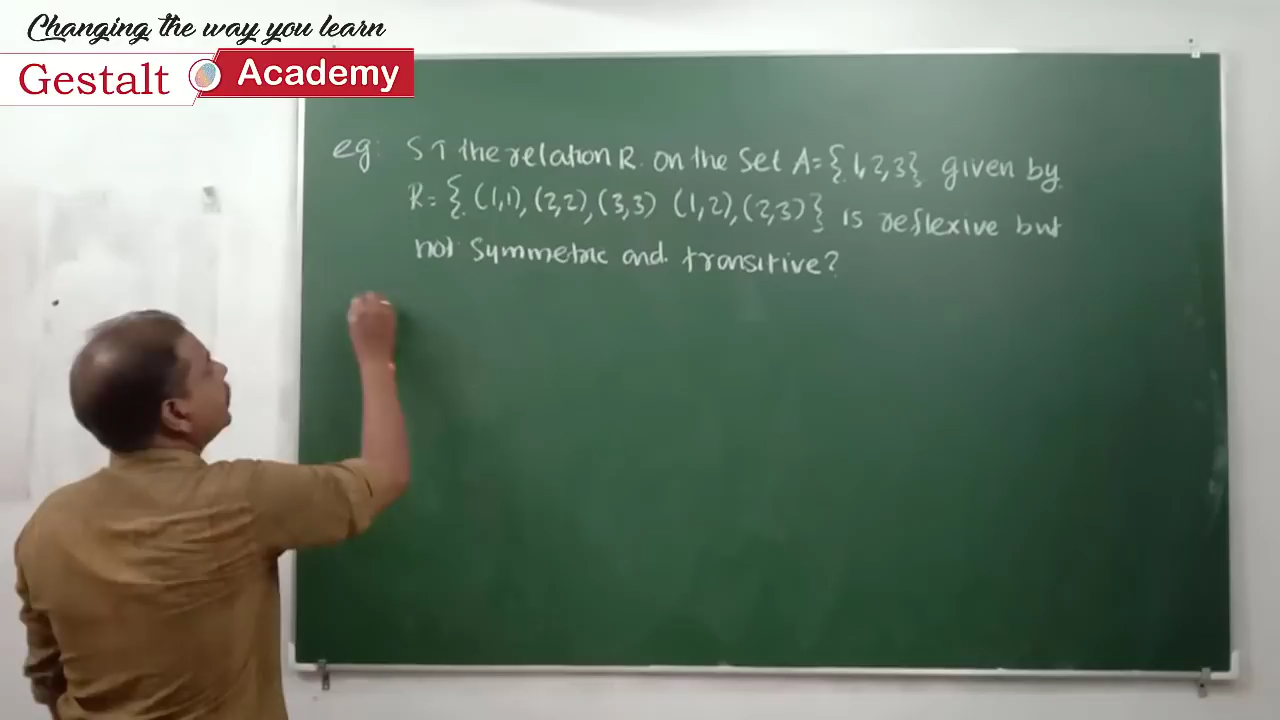 Changing the way you learn
Gestalt Academy
eg: S T the relation R. on the Set A = {1, 2, 3} given by
R = { (1,1), (2,2), (3,3) (1,2), (2,3) } is reflexive but
not Symmetric and transitive?